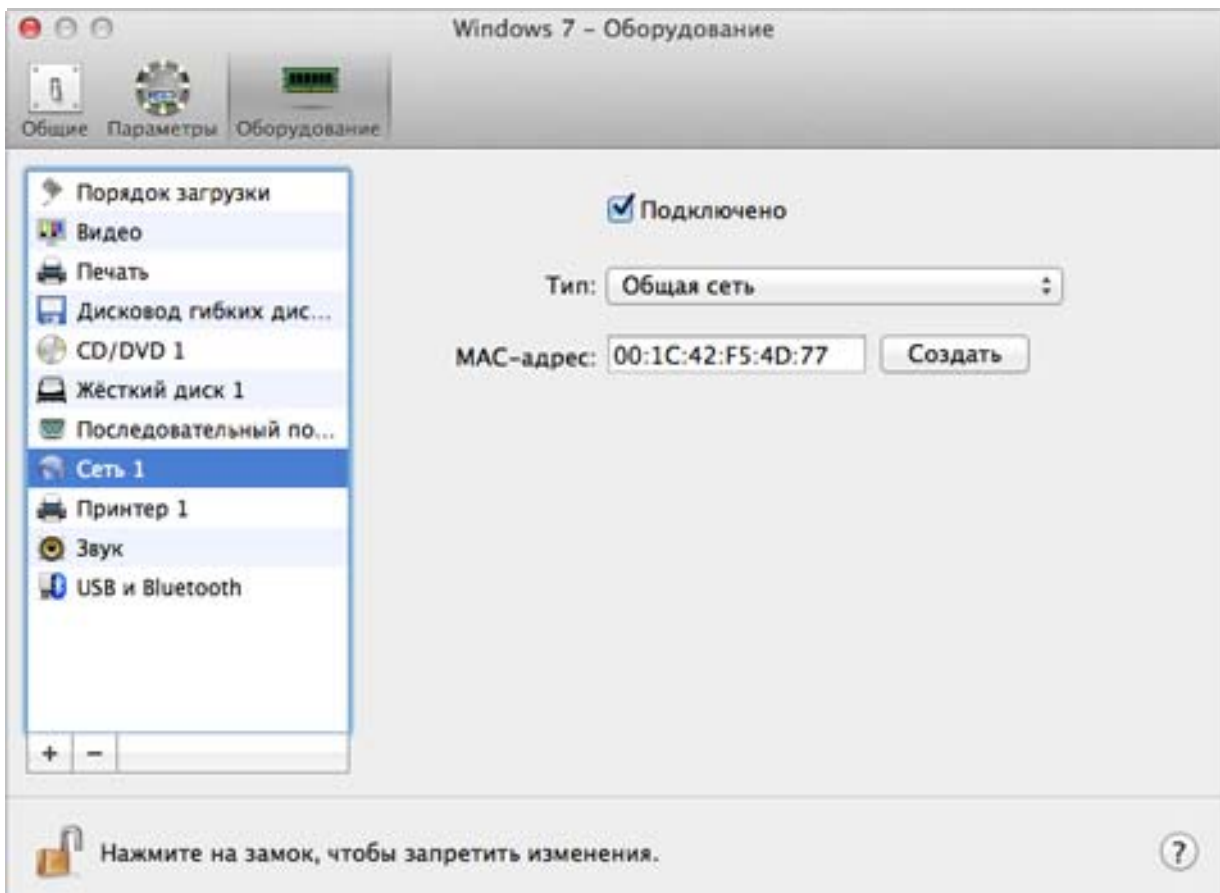 Windows 7 – Оборудование
Общие Параметры Оборудование
Порядок загрузки
Видео
Печать
Дисковод гибких дис...
CD/DVD 1
Жёсткий диск 1
Последовательный по...
Сеть 1
Принтер 1
Звук
USB и Bluetooth
+ –
Подключено
Тип: Общая сеть
MAC-адрес: 00:1C:42:F5:4D:77 Создать
Нажмите на замок, чтобы запретить изменения.
?